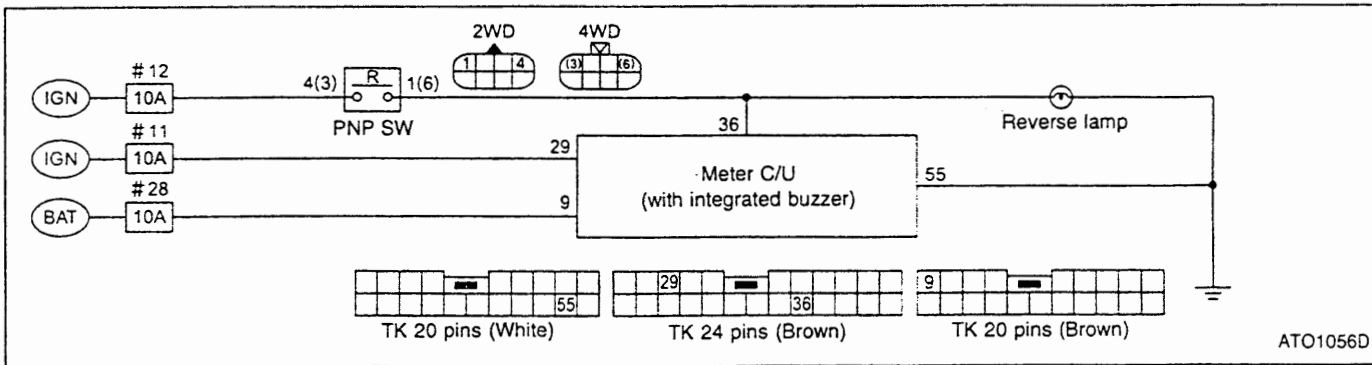 2WD
4WD
1 4
(3) (6)
# 12
IGN 10A
4(3) R 1(6)
PNP SW
Reverse lamp
# 11
IGN 10A
29
36
Meter C/U
(with integrated buzzer)
55
# 28
BAT 10A
9
55
TK 20 pins (White)
29
36
TK 24 pins (Brown)
9
TK 20 pins (Brown)
ATO1056D